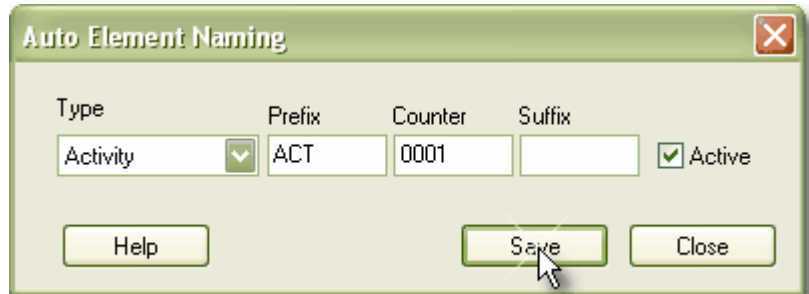 Auto Element Naming
Type Prefix Counter Suffix
Activity ACT 0001 Active
Help Save Close